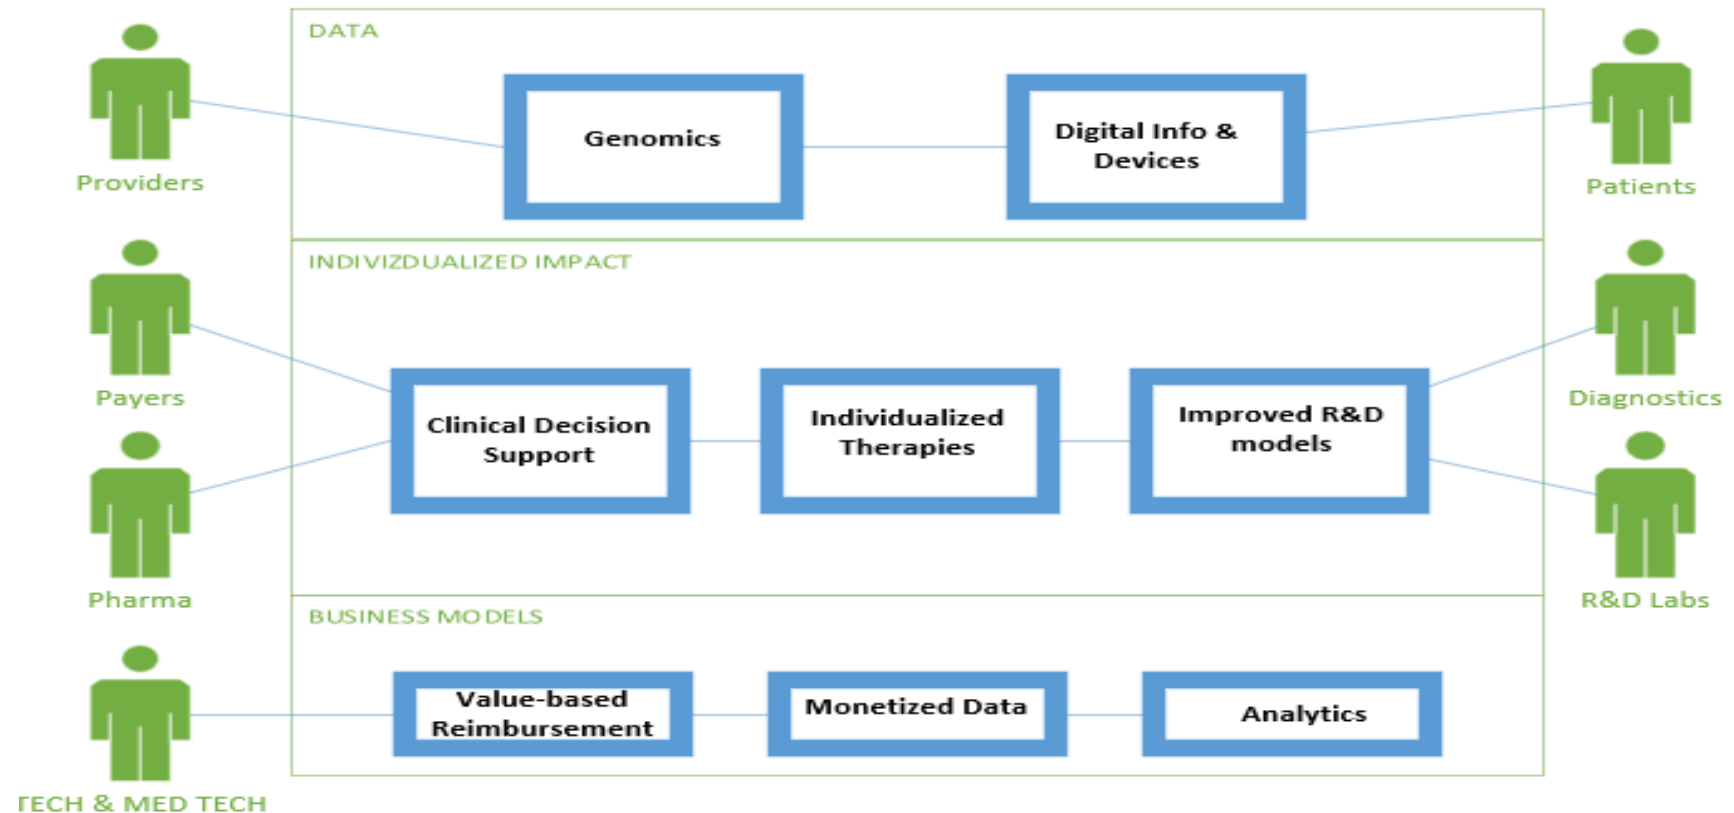 DATA
Genomics
Digital Info &
Devices
Providers
Patients
INDIVIZDUALIZED IMPACT
Payers
Diagnostics
Clinical Decision
Support
Individualized
Therapies
Improved R&D
models
Pharma
R&D Labs
BUSINESS MODELS
Value-based
Reimbursement
Monetized Data
Analytics
TECH & MED TECH